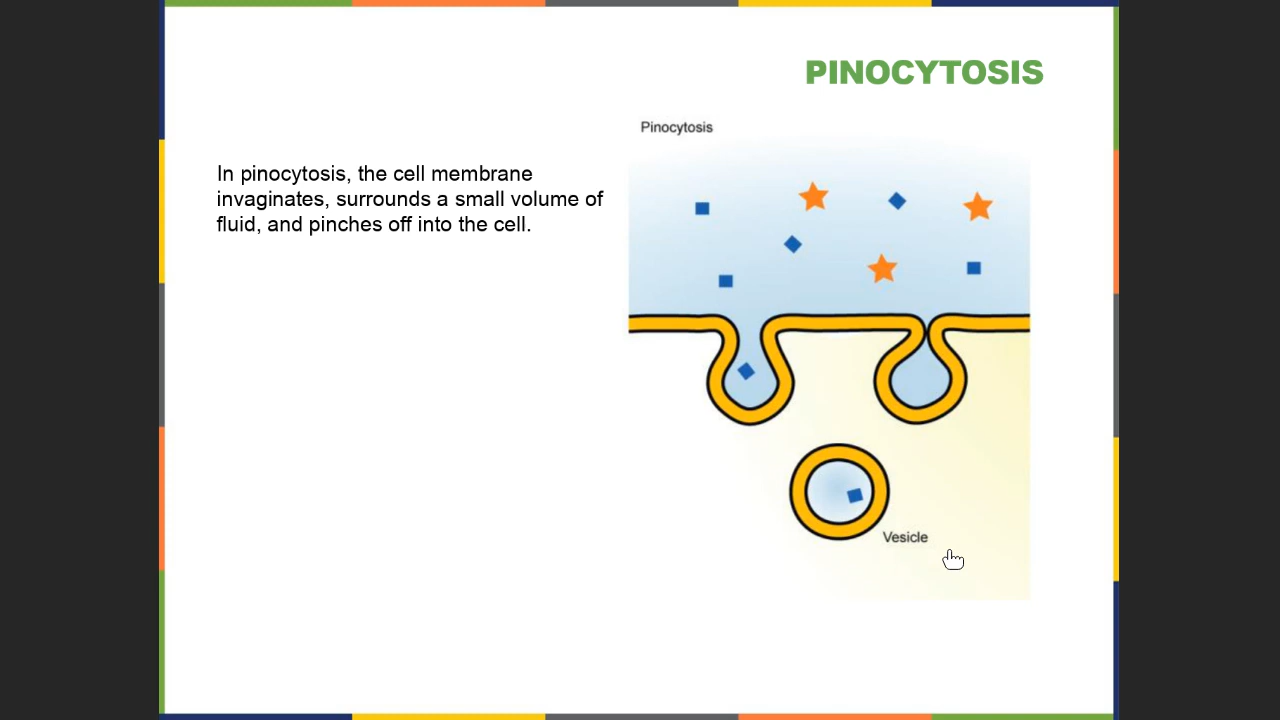 PINOCYTOSIS
Pinocytosis
In pinocytosis, the cell membrane
invaginates, surrounds a small volume of
fluid, and pinches off into the cell.
Vesicle